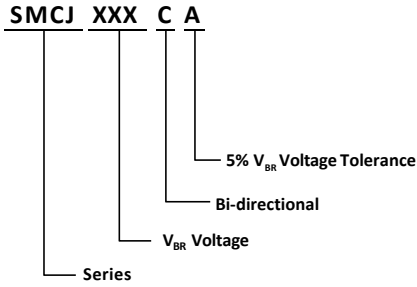 SMCJ XXX C A
5% VBR Voltage Tolerance
Bi-directional
VBR Voltage
Series